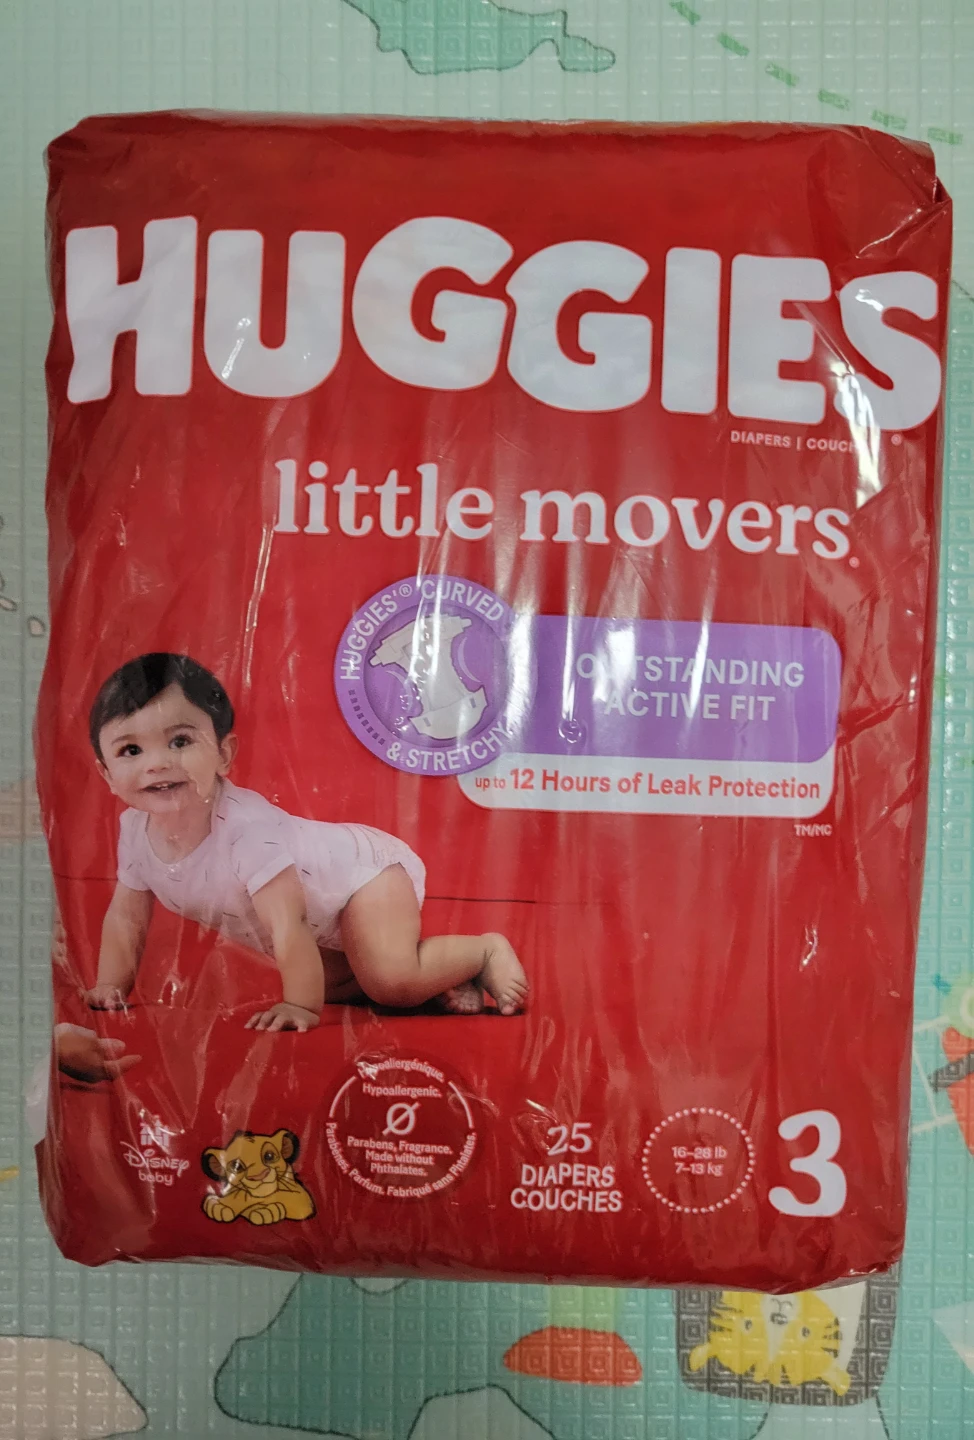 HUGGIES®
DIAPERS | COUCH
little movers®
HUGGIES'® CURVED
& STRETCHY
OUTSTANDING
ACTIVE FIT
up to 12 Hours of Leak Protection
TM/MC
Disney
baby
Hypoallergénique.
Hypoallergenic.
Parabens, Fragrance.
Made without
Phthalates.
Parabènes, Parfum. Fabriqué sans Phtalates.
25
DIAPERS
COUCHES
16–28 lb
7–13 kg
3